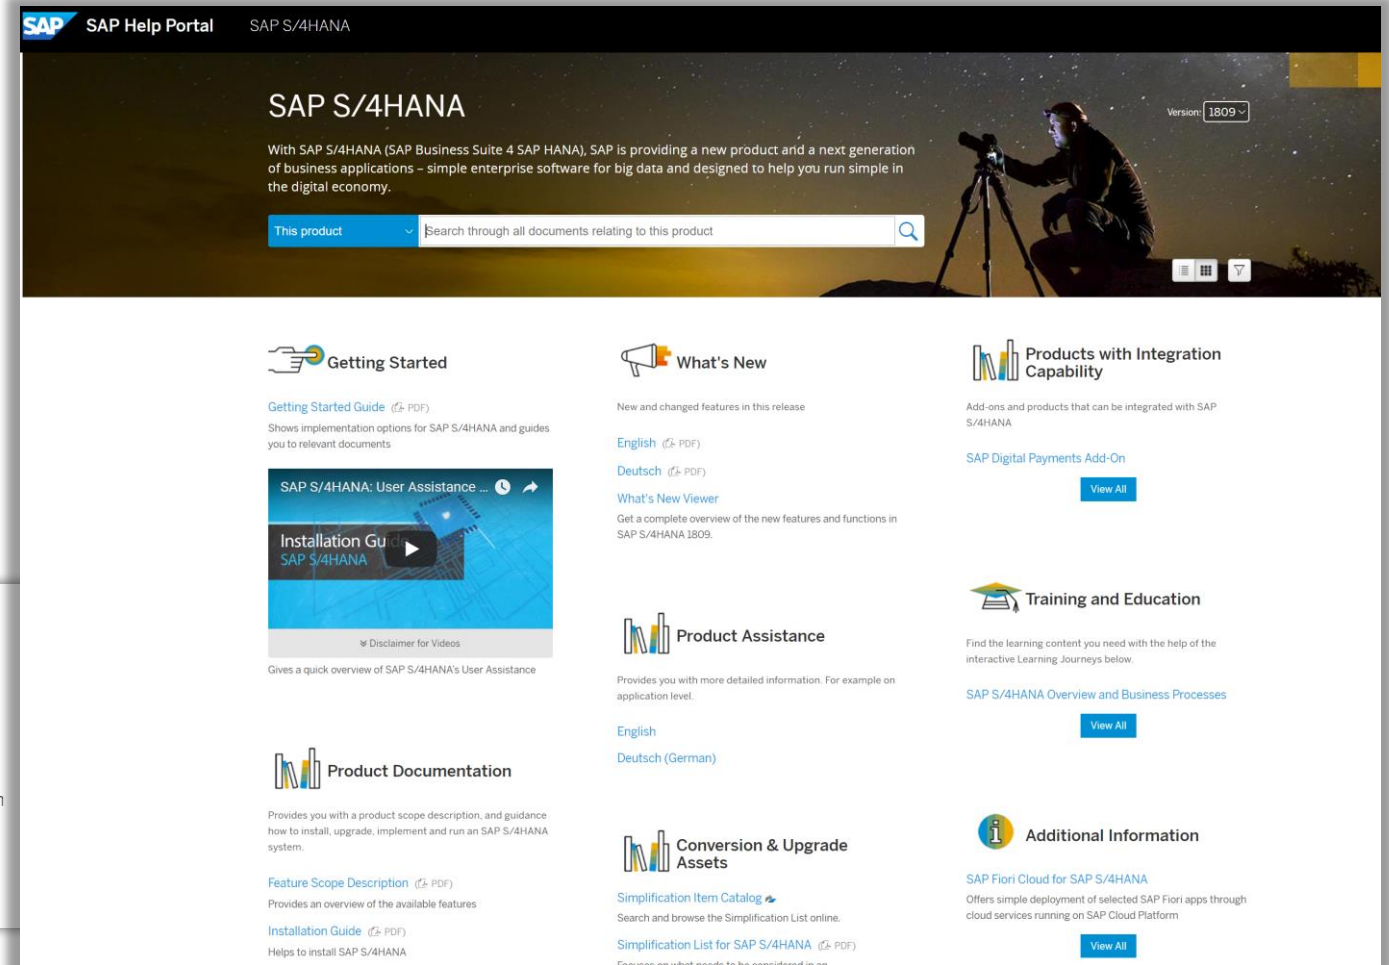 SAP SAP Help Portal SAP S/4HANA
SAP S/4HANA
Version: 1809
With SAP S/4HANA (SAP Business Suite 4 SAP HANA), SAP is providing a new product and a next generation
of business applications – simple enterprise software for big data and designed to help you run simple in
the digital economy.
This product Search through all documents relating to this product
Getting Started
Getting Started Guide ( PDF)
Shows implementation options for SAP S/4HANA and guides
you to relevant documents
SAP S/4HANA: User Assistance ...
Installation Guide
SAP S/4HANA
Disclaimer for Videos
Gives a quick overview of SAP S/4HANA's User Assistance
Product Documentation
Provides you with a product scope description, and guidance
how to install, upgrade, implement and run an SAP S/4HANA
system.
Feature Scope Description ( PDF)
Provides an overview of the available features
Installation Guide ( PDF)
Helps to install SAP S/4HANA
What's New
New and changed features in this release
English ( PDF)
Deutsch ( PDF)
What's New Viewer
Get a complete overview of the new features and functions in
SAP S/4HANA 1809.
Product Assistance
Provides you with more detailed information. For example on
application level.
English
Deutsch (German)
Conversion & Upgrade
Assets
Simplification Item Catalog
Search and browse the Simplification List online.
Simplification List for SAP S/4HANA ( PDF)
Focuses on what needs to be considered in an
Products with Integration
Capability
Add-ons and products that can be integrated with SAP
S/4HANA
SAP Digital Payments Add-On
View All
Training and Education
Find the learning content you need with the help of the
interactive Learning Journeys below.
SAP S/4HANA Overview and Business Processes
View All
Additional Information
SAP Fiori Cloud for SAP S/4HANA
Offers simple deployment of selected SAP Fiori apps through
cloud services running on SAP Cloud Platform
View All